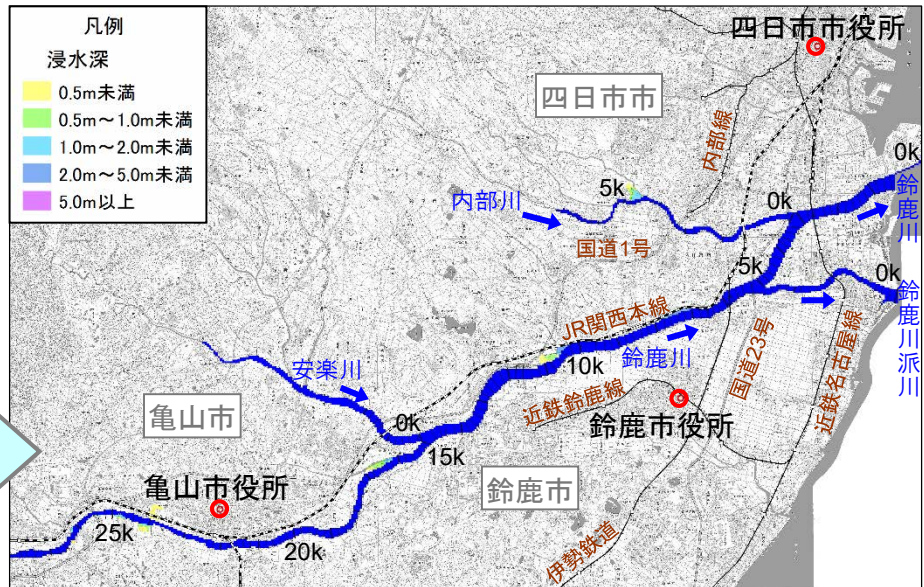 凡例
浸水深
0.5m未満
0.5m～1.0m未満
1.0m～2.0m未満
2.0m～5.0m未満
5.0m以上
四日市市役所
四日市市
内部線
0k
鈴鹿川
5k
内部川
0k
国道1号
5k
0k
鈴鹿川派川
JR関西本線
鈴鹿川
国道23号
近鉄名古屋線
10k
安楽川
近鉄鈴鹿線
鈴鹿市役所
亀山市
0k
15k
鈴鹿市
亀山市役所
25k
20k
伊勢鉄道